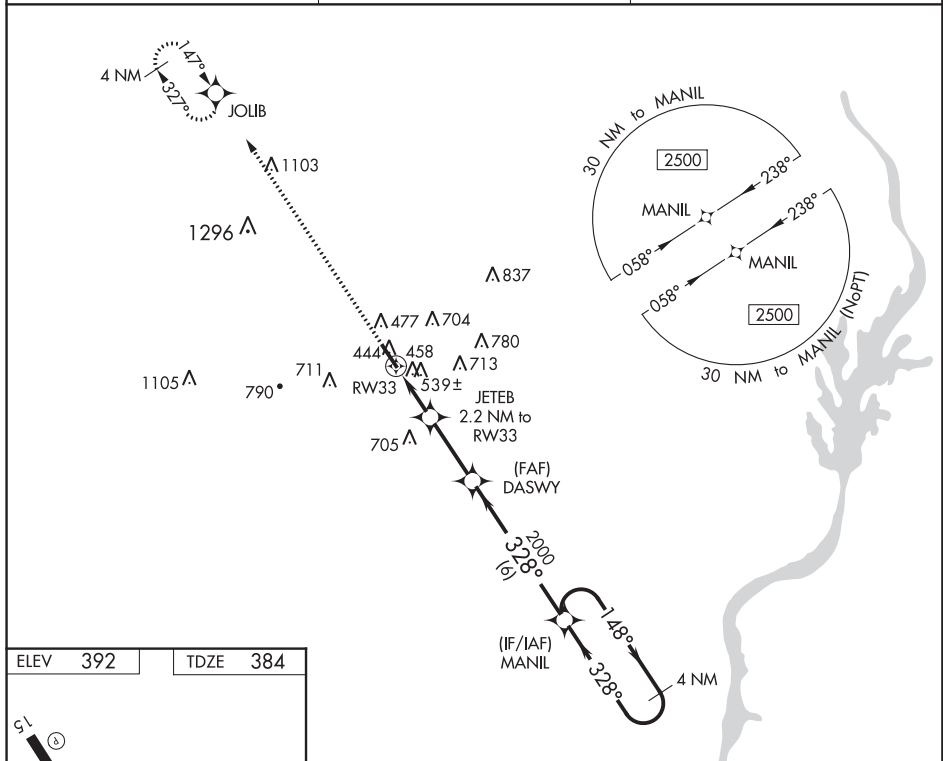 147°
4 NM
327°
JOLIB
1103
1296
30 NM to MANIL
2500
238°
MANIL
058°
238°
MANIL
058°
2500
30 NM to MANIL (NoPT)
837
477
704
444
458
780
713
711
1105
790
RW33
539±
JETEB
2.2 NM to
RW33
705
(FAF)
DASWY
2000
328°
(6)
(IF/IAF)
MANIL
148°
328°
4 NM
ELEV 392
TDZE 384
15
P